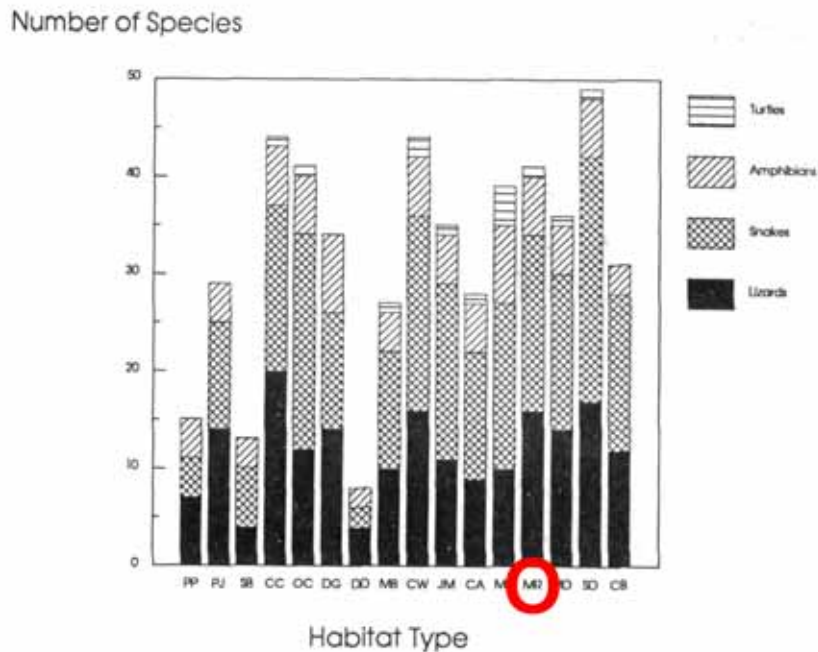 Number of Species
50
40
30
20
10
0
Turtles
Amphibians
Snakes
Lizards
PP PJ SB CC OC DG DD MB CW JM CA MR SD CB
Habitat Type